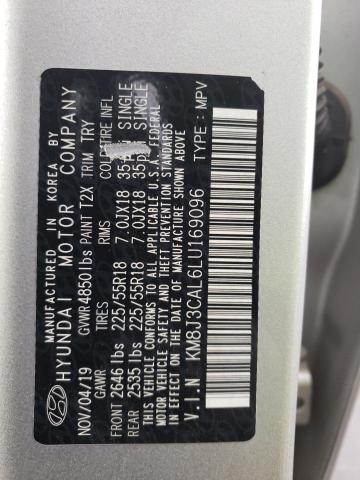 MANUFACTURED IN KOREA BY
HYUNDAI MOTOR COMPANY
NOV/04/19 GVWR 4850 lbs PAINT T2X TRIM TRY
GAWR TIRES RIMS COLD TIRE INFL
FRONT 2646 lbs 225/55R18 7.0JX18 35 SINGLE
REAR 2535 lbs 225/55R18 7.0JX18 35 SINGLE
THIS VEHICLE CONFORMS TO ALL APPLICABLE U.S. FEDERAL
MOTOR VEHICLE SAFETY AND THEFT PREVENTION STANDARDS
IN EFFECT ON THE DATE OF MANUFACTURE SHOWN ABOVE
V.I.N KM8J3CAL6LU169096 TYPE: MPV